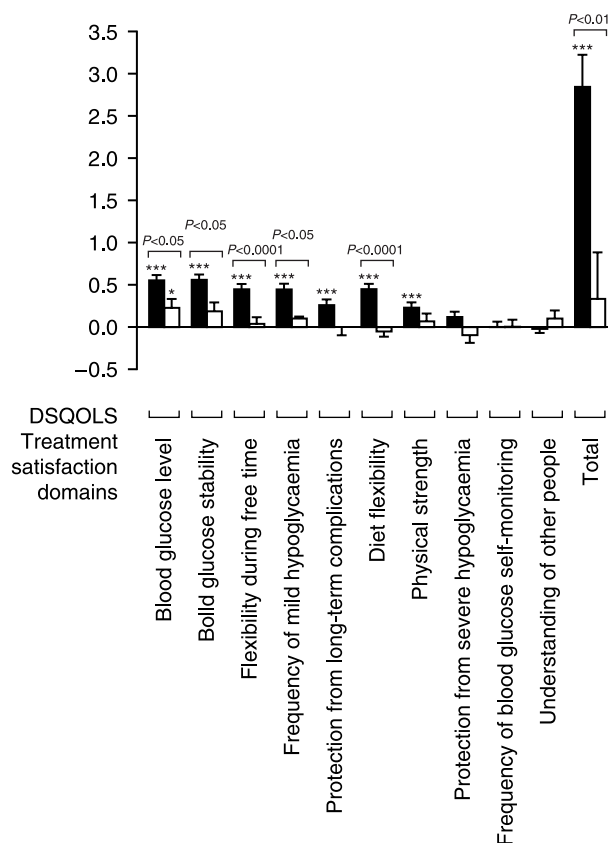 P<0.01
***
3.5
3.0
2.5
2.0
1.5
1.0
0.5
0.0
−0.5
P<0.05
P<0.05
P<0.0001
P<0.05
P<0.0001
***
*
***
***
***
***
***
***
DSQOLS
Treatment
satisfaction
domains
Blood glucose level
Bolld glucose stability
Flexibility during free time
Frequency of mild hypoglycaemia
Protection from long-term complications
Diet flexibility
Physical strength
Protection from severe hypoglycaemia
Frequency of blood glucose self-monitoring
Understanding of other people
Total